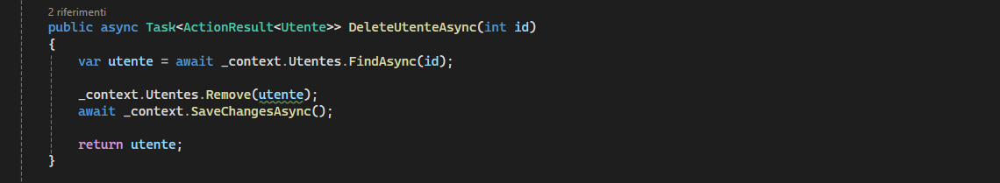 2 riferimenti
public async Task<ActionResult<Utente>> DeleteUtenteAsync(int id)
{
var utente = await _context.Utentes.FindAsync(id);
_context.Utentes.Remove(utente);
await _context.SaveChangesAsync();
return utente;
}